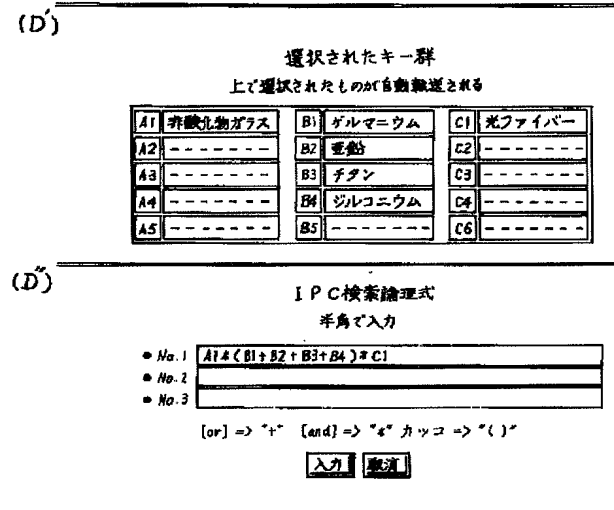 (D')
選択されたキー群
上で選択されたものが自動転送される
A1 非酸化物ガラス B1 ゲルマニウム C1 光ファイバー
A2 ------- B2 亜鉛 C2 -------
A3 ------- B3 チタン C3 -------
A4 ------- B4 ジルコニウム C4 -------
A5 ------- B5 ------- C6 -------
(D")
IPC検索論理式
半角で入力
● No.1 A1*(B1+B2+B3+B4)*C1
● No.2
● No.3
[or] => "+" [and] => "*" カッコ => "( )"
入力 取消